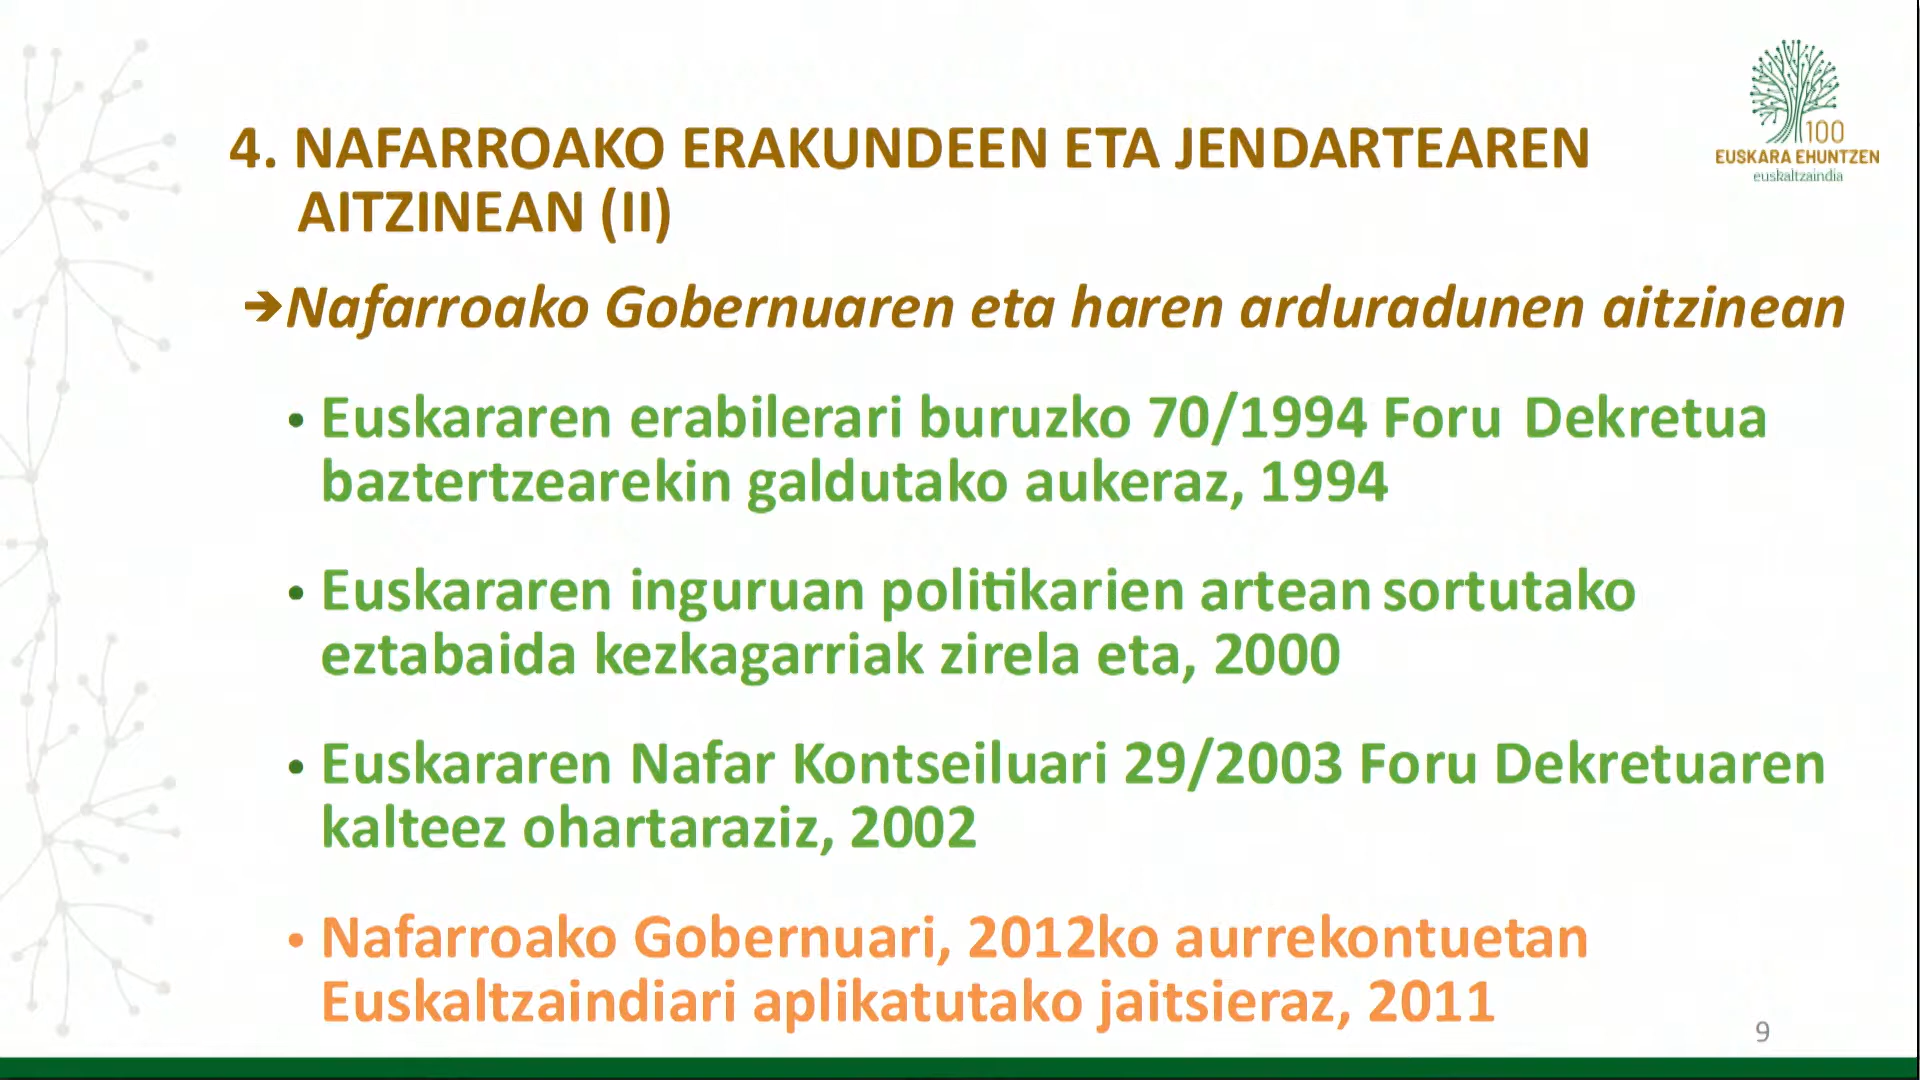 4. NAFARROAKO ERAKUNDEEN ETA JENDARTEAREN
AITZINEAN (II)
100
EUSKARA EHUNTZEN
euskaltzaindia
➔Nafarroako Gobernuaren eta haren arduradunen aitzinean
• Euskararen erabilerari buruzko 70/1994 Foru Dekretua
baztertzearekin galdutako aukeraz, 1994
• Euskararen inguruan politikarien artean sortutako
eztabaida kezkagarriak zirela eta, 2000
• Euskararen Nafar Kontseiluari 29/2003 Foru Dekretuaren
kalteez ohartaraziz, 2002
• Nafarroako Gobernuari, 2012ko aurrekontuetan
Euskaltzaindiari aplikatutako jaitsieraz, 2011
9